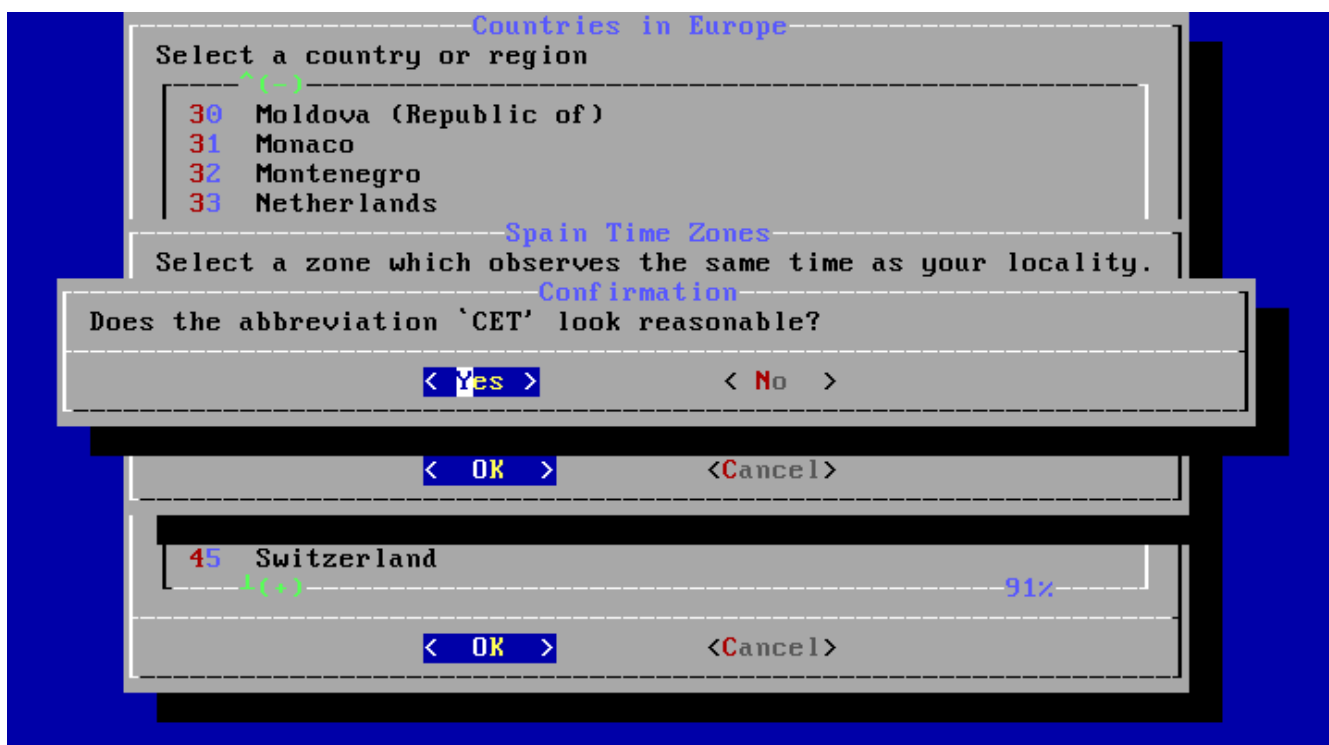 Countries in Europe
Select a country or region
^(-)
30 Moldova (Republic of)
31 Monaco
32 Montenegro
33 Netherlands
Spain Time Zones
Select a zone which observes the same time as your locality.
Confirmation
Does the abbreviation `CET' look reasonable?
< Yes > < No >
< OK > <Cancel>
45 Switzerland
┴(+) 91%
< OK > <Cancel>